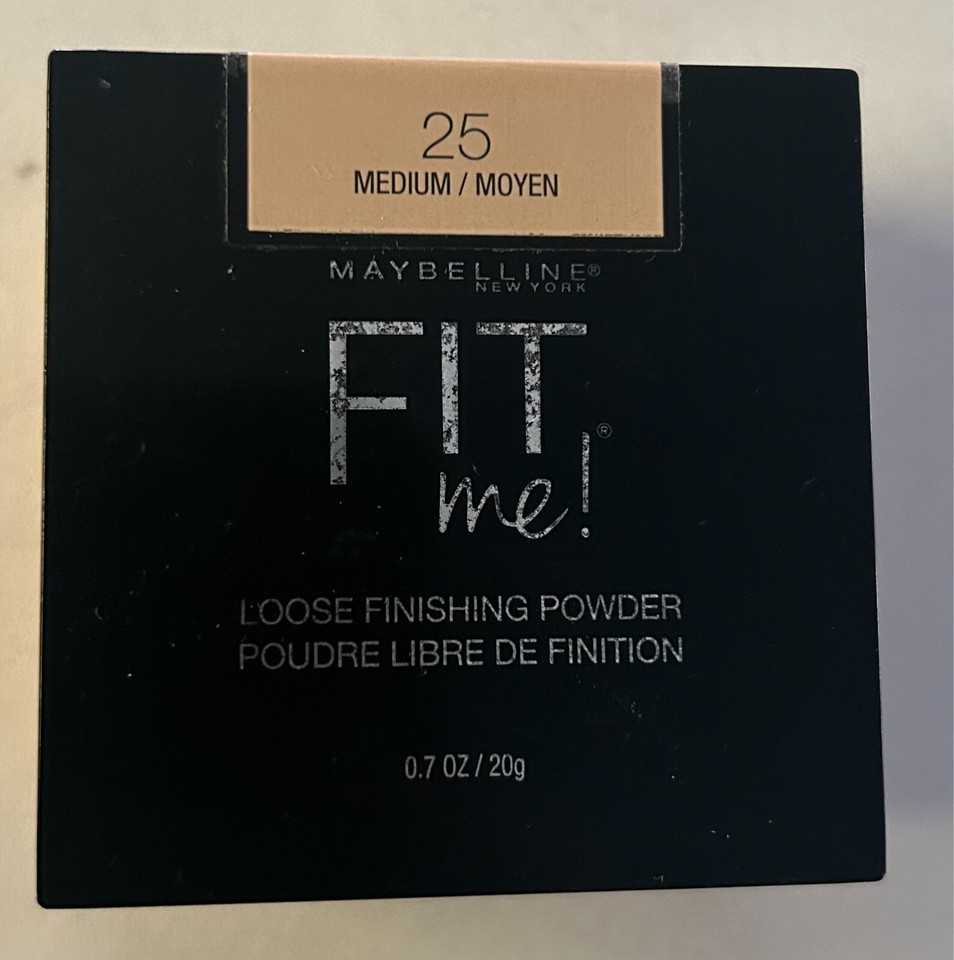 25
MEDIUM / MOYEN
MAYBELLINE®
NEW YORK
FIT
me!®
LOOSE FINISHING POWDER
POUDRE LIBRE DE FINITION
0.7 OZ / 20g